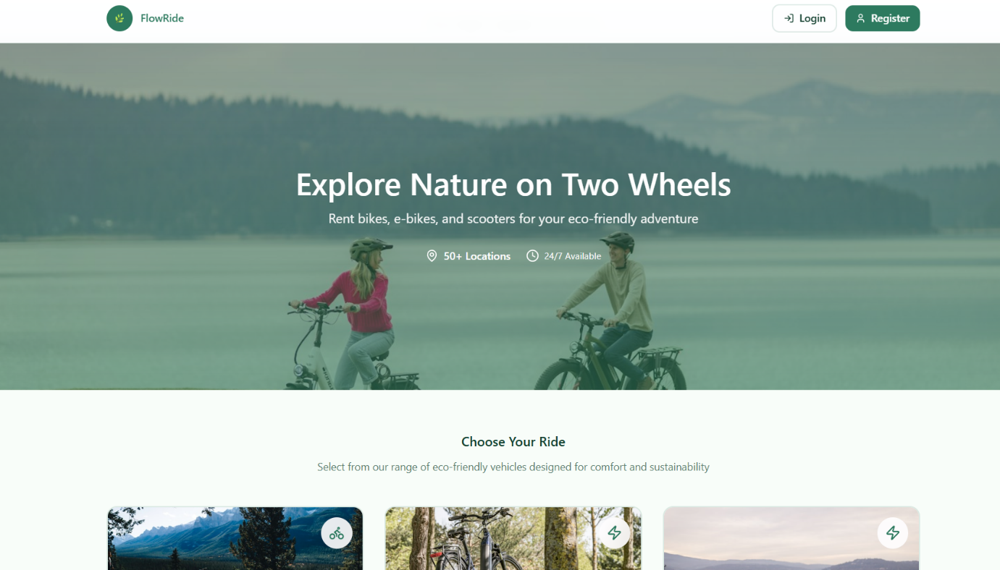 FlowRide
Login
Register
Explore Nature on Two Wheels
Rent bikes, e-bikes, and scooters for your eco-friendly adventure
50+ Locations
24/7 Available
Choose Your Ride
Select from our range of eco-friendly vehicles designed for comfort and sustainability